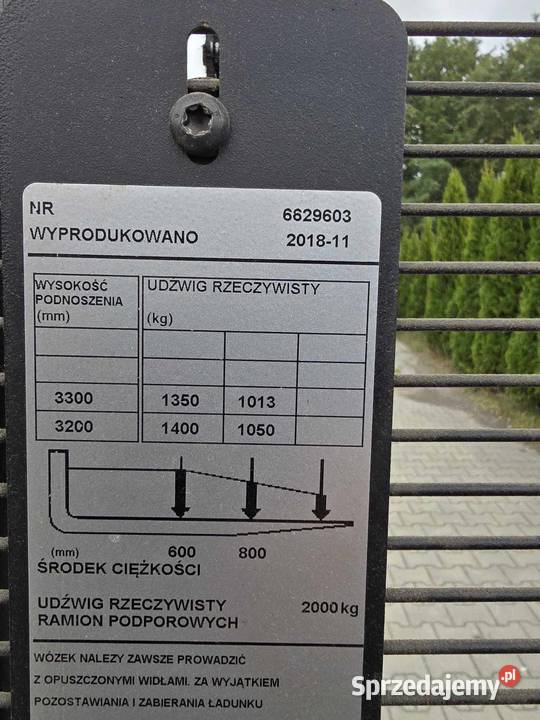 NR 6629603
WYPRODUKOWANO 2018-11
WYSOKOŚĆ PODNOSZENIA (mm)
UDZWIG RZECZYWISTY (kg)
3300 1350 1013
3200 1400 1050
(mm) 600 800
ŚRODEK CIĘŻKOŚCI
UDŹWIG RZECZYWISTY 2000 kg
RAMION PODPOROWYCH
WÓZEK NALEZY ZAWSZE PROWADZIĆ
Z OPUSZCZONYMI WIDŁAMI. ZA WYJĄTKIEM
POZOSTAWIANIA I ZABIERANIA ŁADUNKU
Sprzedajemy.pl